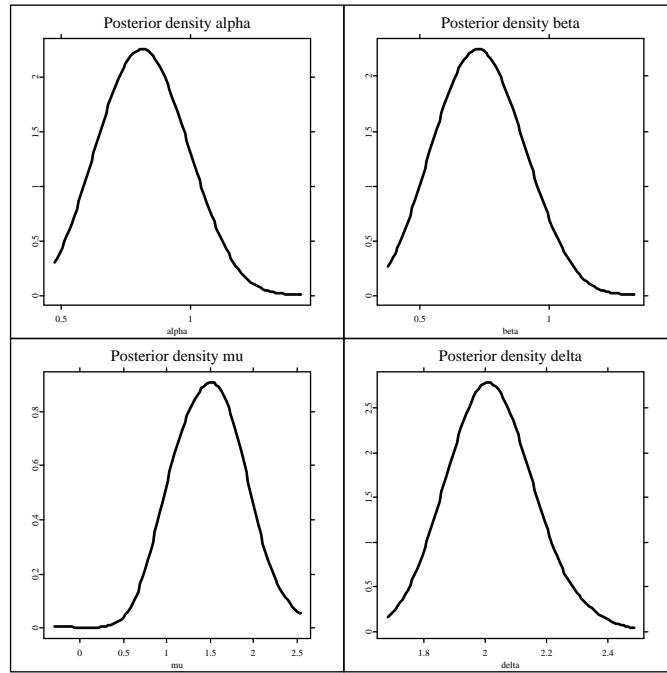 Posterior density alpha
2
1.5
1
0.5
0
0.5 1
alpha
Posterior density beta
2
1.5
1
0.5
0
0.5 1
beta
Posterior density mu
0.8
0.6
0.4
0.2
0
0 0.5 1 1.5 2 2.5
mu
Posterior density delta
2.5
2
1.5
1
0.5
0
1.8 2 2.2 2.4
delta